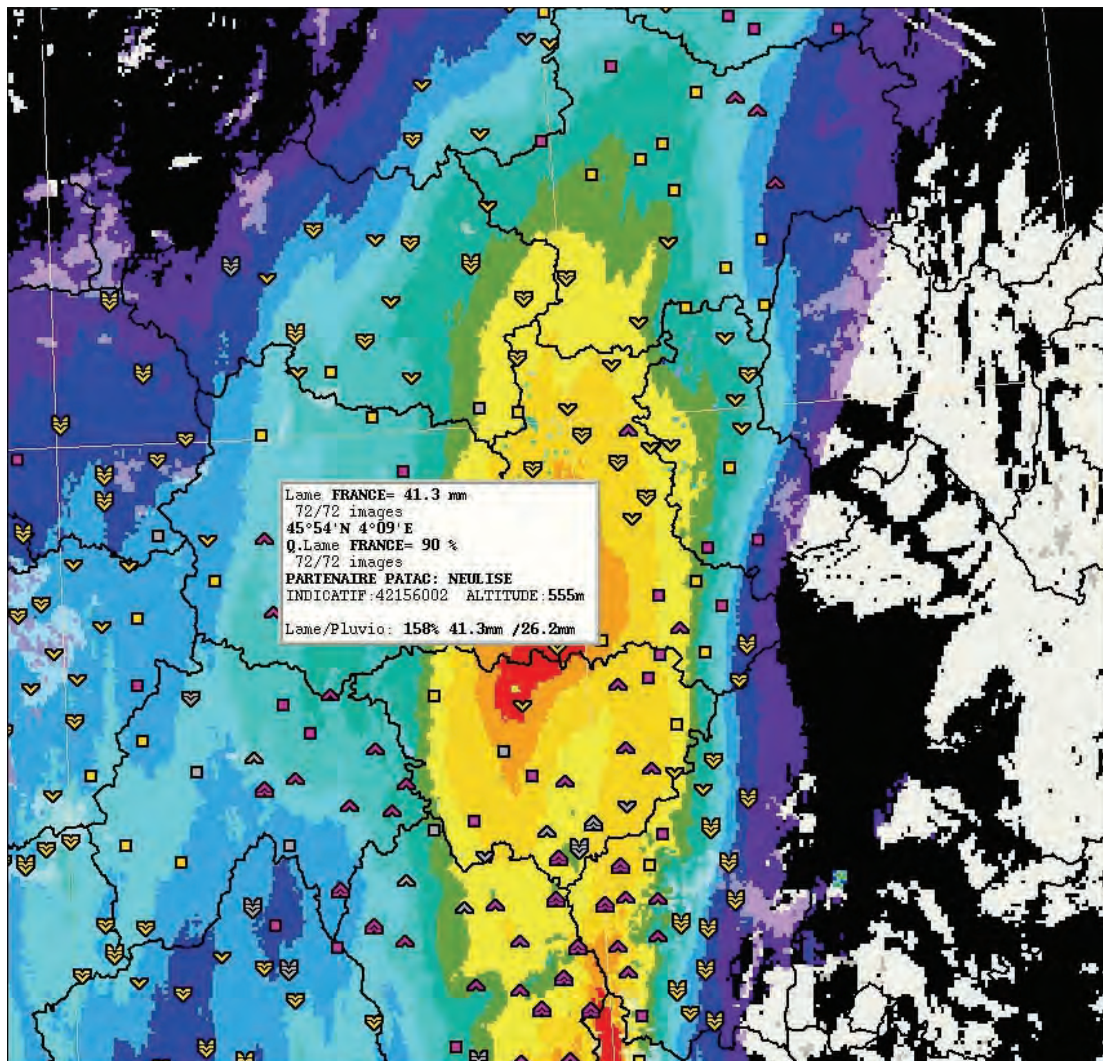 Lame FRANCE= 41.3 mm
72/72 images
45°54'N 4°09'E
Q.Lame FRANCE= 90 %
72/72 images
PARTENAIRE PATAC: NEULISE
INDICATIF:42156002 ALTITUDE:555m
Lame/Pluvio: 158% 41.3mm /26.2mm